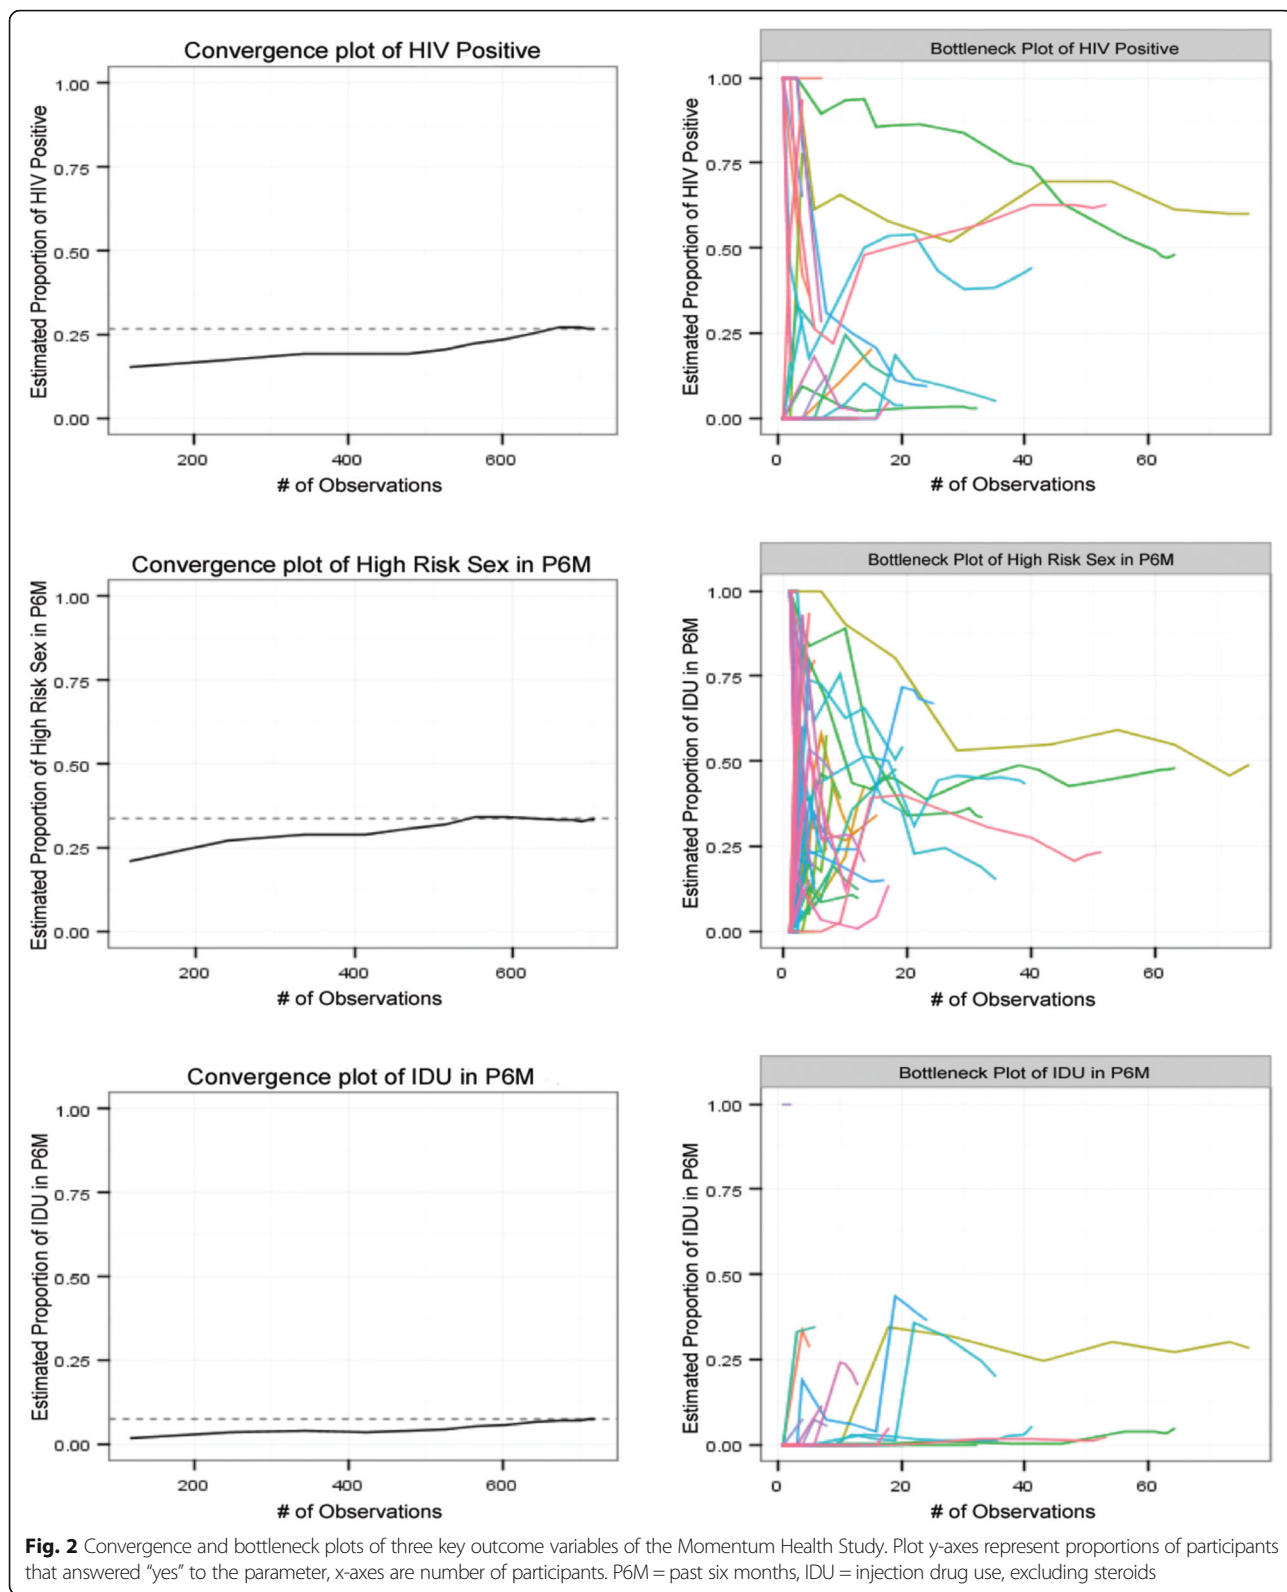 Convergence plot of HIV Positive
Estimated Proportion of HIV Positive
1.00
0.75
0.50
0.25
0.00
200 400 600
# of Observations
Bottleneck Plot of HIV Positive
Estimated Proportion of HIV Positive
1.00
0.75
0.50
0.25
0.00
0 20 40 60
# of Observations
Convergence plot of High Risk Sex in P6M
Estimated Proportion of High Risk Sex in P6M
1.00
0.75
0.50
0.25
0.00
200 400 600
# of Observations
Bottleneck Plot of High Risk Sex in P6M
Estimated Proportion of IDU in P6M
1.00
0.75
0.50
0.25
0.00
0 20 40 60
# of Observations
Convergence plot of IDU in P6M
Estimated Proportion of IDU in P6M
1.00
0.75
0.50
0.25
0.00
200 400 600
# of Observations
Bottleneck Plot of IDU in P6M
Estimated Proportion of IDU in P6M
1.00
0.75
0.50
0.25
0.00
0 20 40 60
# of Observations
Fig. 2 Convergence and bottleneck plots of three key outcome variables of the Momentum Health Study. Plot y-axes represent proportions of participants
that answered “yes” to the parameter, x-axes are number of participants. P6M = past six months, IDU = injection drug use, excluding steroids